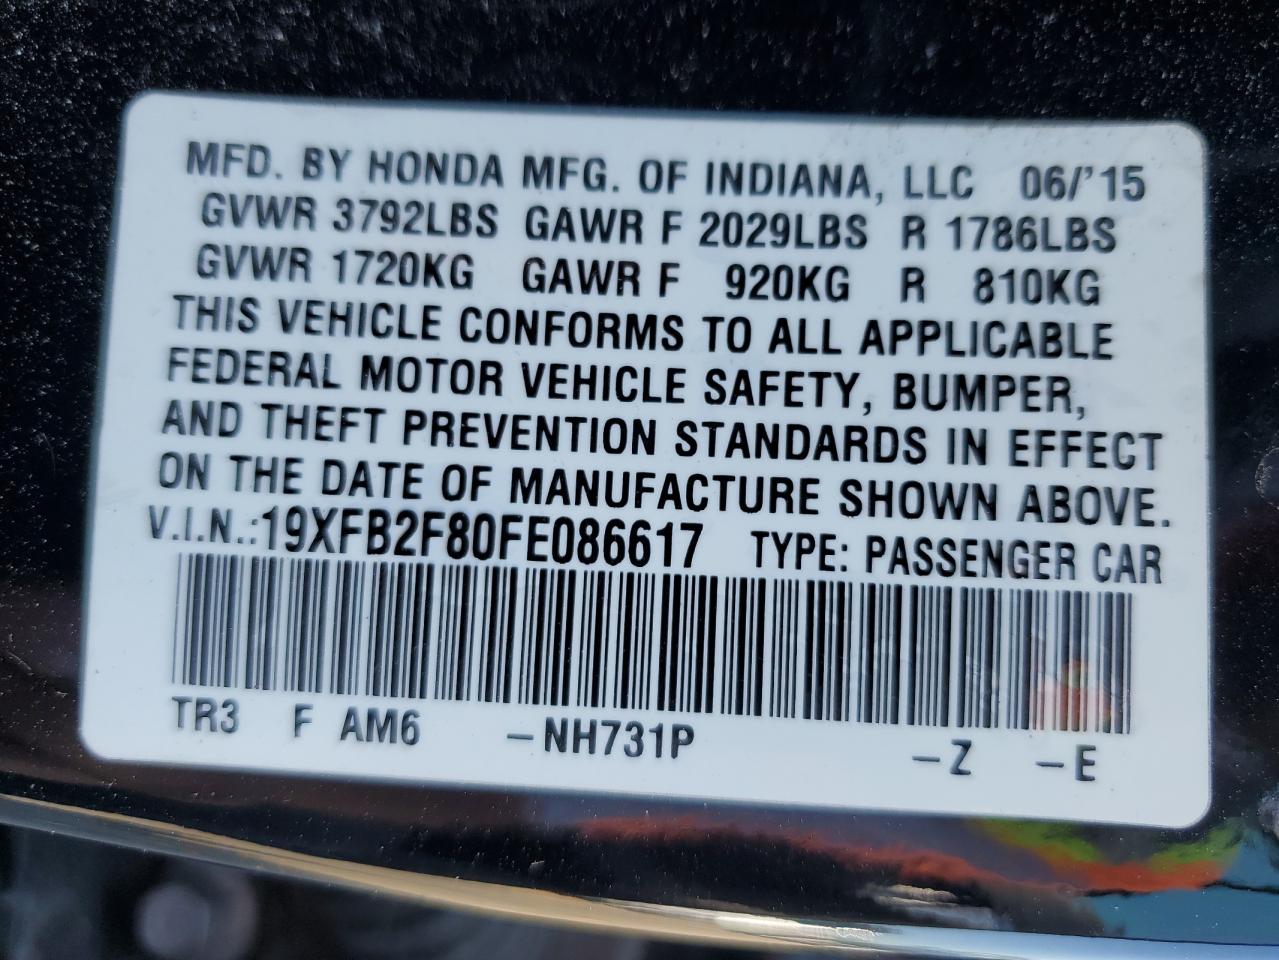 MFD. BY HONDA MFG. OF INDIANA, LLC 06/'15
GVWR 3792LBS GAWR F 2029LBS R 1786LBS
GVWR 1720KG GAWR F 920KG R 810KG
THIS VEHICLE CONFORMS TO ALL APPLICABLE
FEDERAL MOTOR VEHICLE SAFETY, BUMPER,
AND THEFT PREVENTION STANDARDS IN EFFECT
ON THE DATE OF MANUFACTURE SHOWN ABOVE.
V.I.N.:19XFB2F80FE086617 TYPE: PASSENGER CAR
TR3 F AM6 -NH731P -Z -E